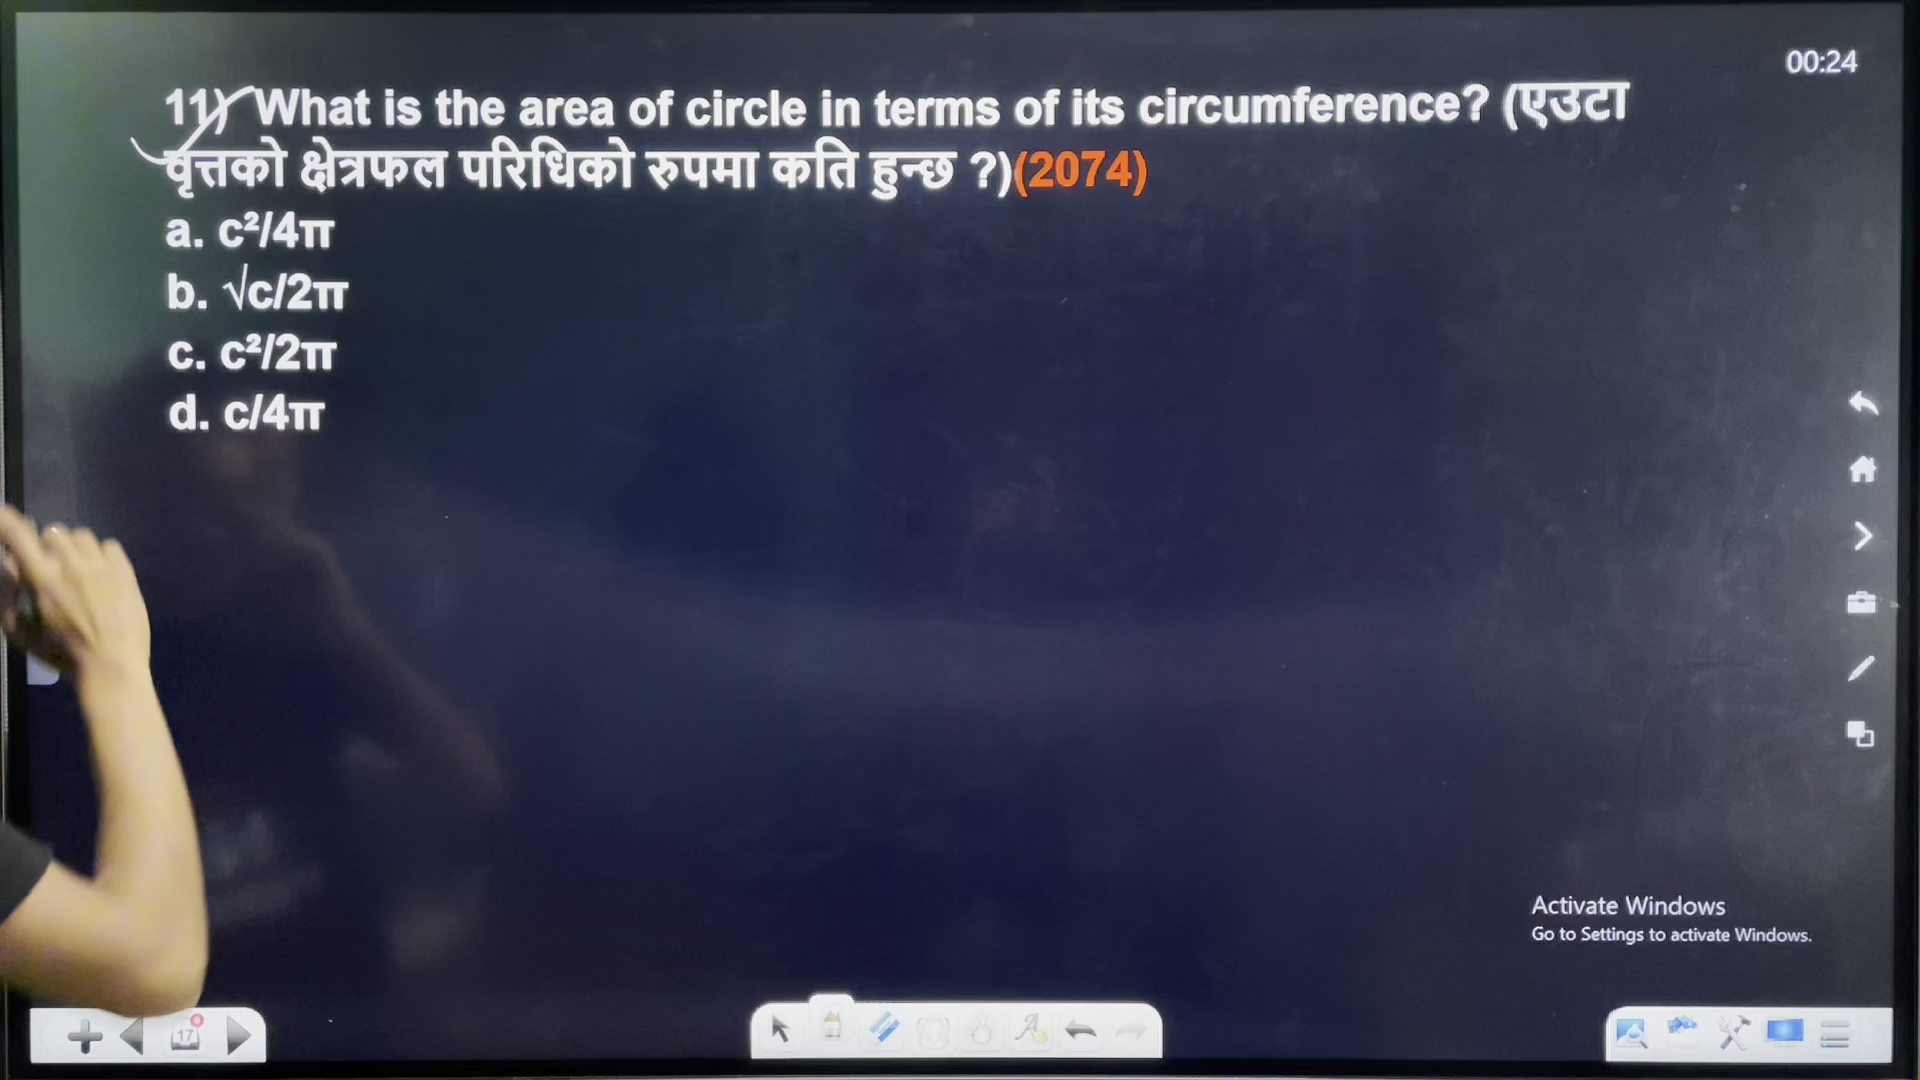 00:24
11) What is the area of circle in terms of its circumference? (एउटा
वृत्तको क्षेत्रफल परिधिको रुपमा कति हुन्छ ?)(2074)
a. c²/4π
b. √c/2π
c. c²/2π
d. c/4π
Activate Windows
Go to Settings to activate Windows.
17